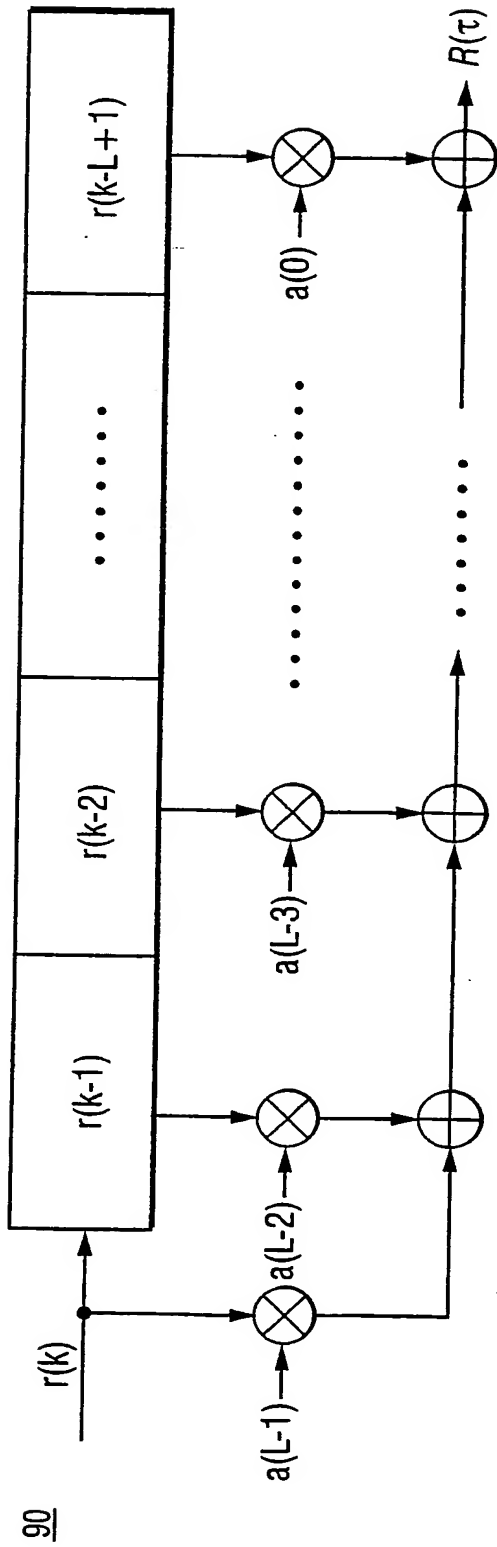 90
r(k)
r(k-1)
r(k-2)
.......
r(k-L+1)
a(L-1)
a(L-2)
a(L-3)
..............
a(0)
.......
R(τ)